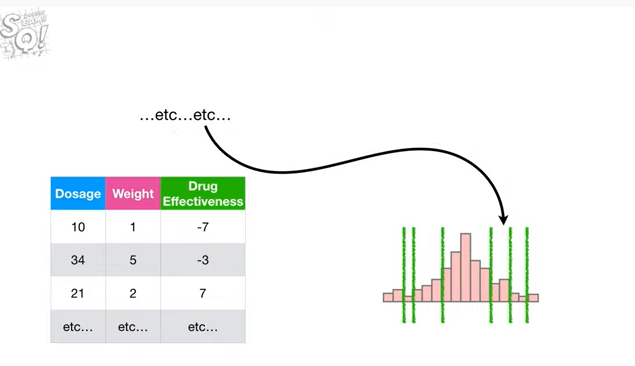 …etc…etc…
Dosage Weight Drug Effectiveness
10 1 -7
34 5 -3
21 2 7
etc… etc… etc…